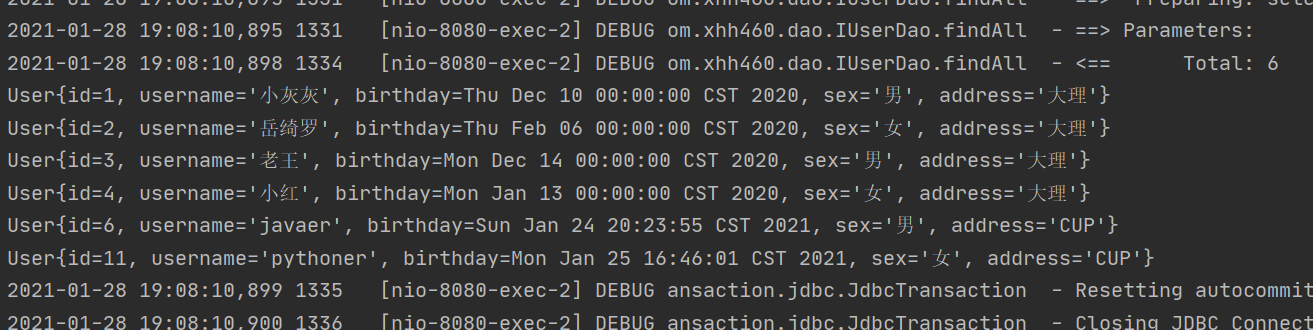 2021-01-28 19:08:10,895 1331   [nio-8080-exec-2] DEBUG om.xhh460.dao.IUserDao.findAll  - ==>  Preparing: sele
2021-01-28 19:08:10,895 1331   [nio-8080-exec-2] DEBUG om.xhh460.dao.IUserDao.findAll  - ==> Parameters:
2021-01-28 19:08:10,898 1334   [nio-8080-exec-2] DEBUG om.xhh460.dao.IUserDao.findAll  - <==      Total: 6
User{id=1, username='小灰灰', birthday=Thu Dec 10 00:00:00 CST 2020, sex='男', address='大理'}
User{id=2, username='岳绮罗', birthday=Thu Feb 06 00:00:00 CST 2020, sex='女', address='大理'}
User{id=3, username='老王', birthday=Mon Dec 14 00:00:00 CST 2020, sex='男', address='大理'}
User{id=4, username='小红', birthday=Mon Jan 13 00:00:00 CST 2020, sex='女', address='大理'}
User{id=6, username='javaer', birthday=Sun Jan 24 20:23:55 CST 2021, sex='男', address='CUP'}
User{id=11, username='pythoner', birthday=Mon Jan 25 16:46:01 CST 2021, sex='女', address='CUP'}
2021-01-28 19:08:10,899 1335   [nio-8080-exec-2] DEBUG ansaction.jdbc.JdbcTransaction  - Resetting autocommit
2021-01-28 19:08:10,900 1336   [nio-8080-exec-2] DEBUG ansaction.jdbc.JdbcTransaction  - Closing JDBC Connect